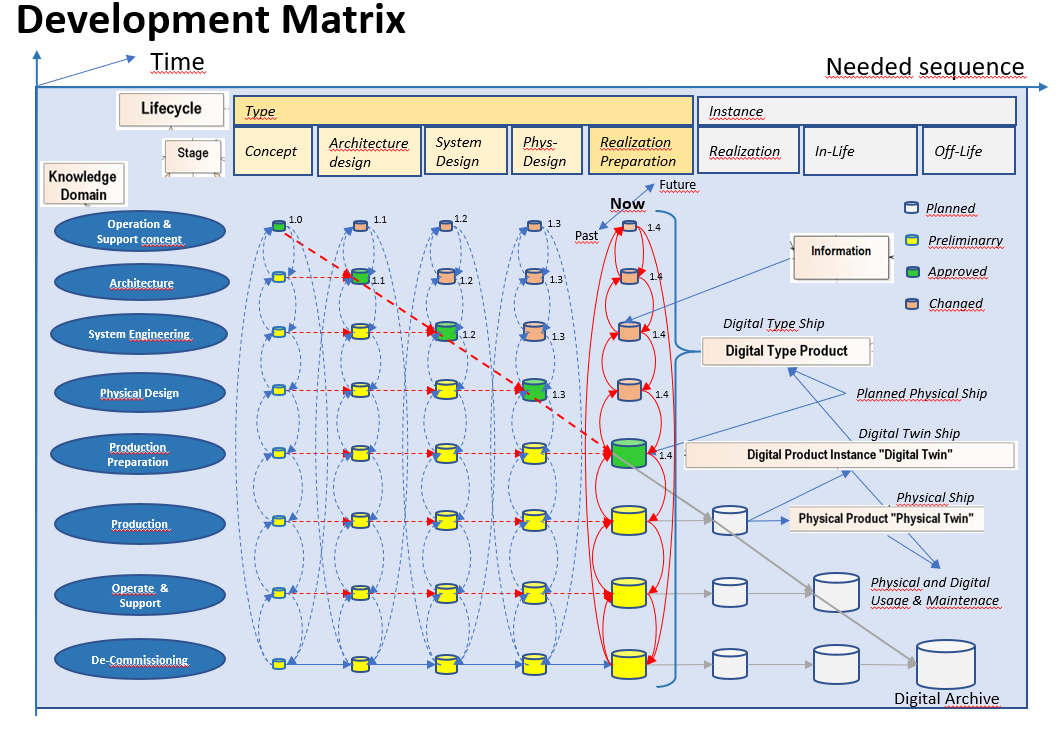 Development Matrix
Time
Needed sequence
Lifecycle
Type
Instance
Stage
Concept
Architecture
design
System
Design
Phys-
Design
Realization
Preparation
Realization
In-Life
Off-Life
Knowledge
Domain
Future
Now
Past
Planned
Preliminarry
Approved
Changed
Operation &
Support concept
1.0
1.1
1.2
1.3
1.4
Information
Architecture
1.1
1.2
1.3
1.4
System Engineering
1.2
1.3
1.4
Digital Type Ship
Digital Type Product
Physical Design
1.3
1.4
Planned Physical Ship
Production
Preparation
1.4
Digital Twin Ship
Digital Product Instance "Digital Twin"
Production
Physical Ship
Physical Product "Physical Twin"
Operate &
Support
Physical and Digital
Usage & Maintenace
De-Commissioning
Digital Archive